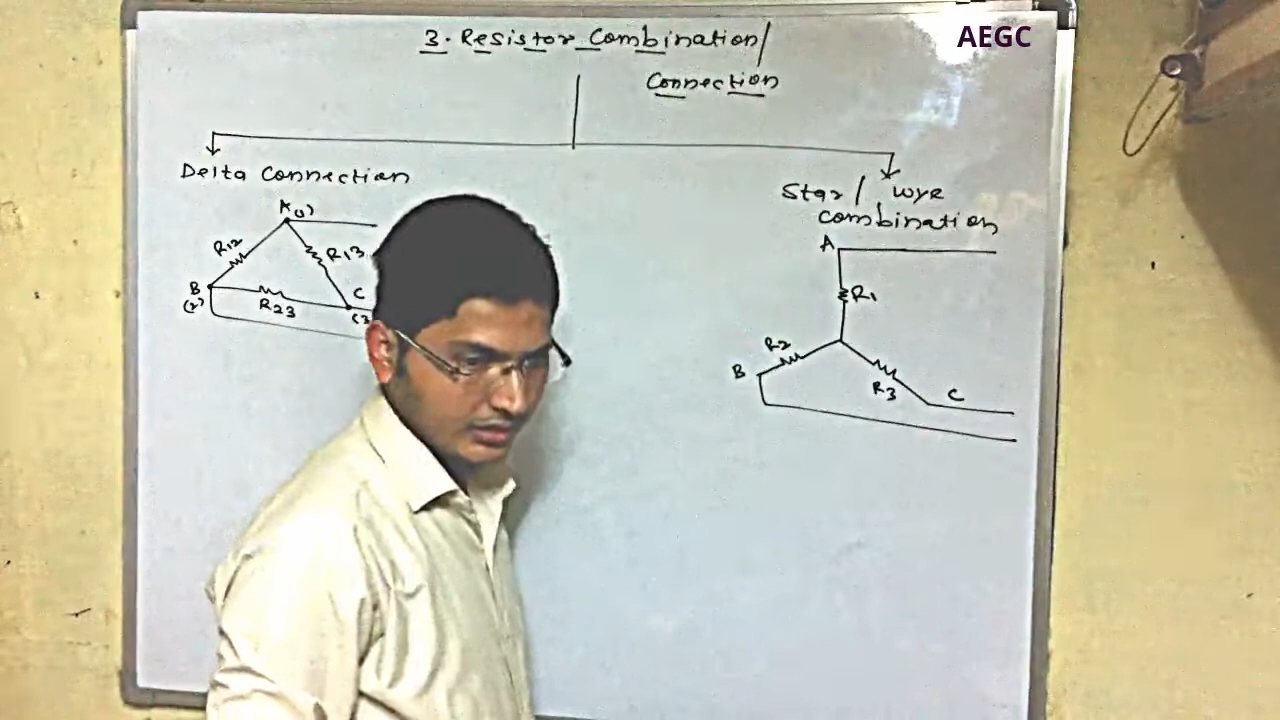 3. Resistor Combination/
Connection
AEGC
Delta Connection
A(1)
R12
R13
B
(2)
R23
C
(3
Star / Wye
combination
A
R1
R2
B
R3
C